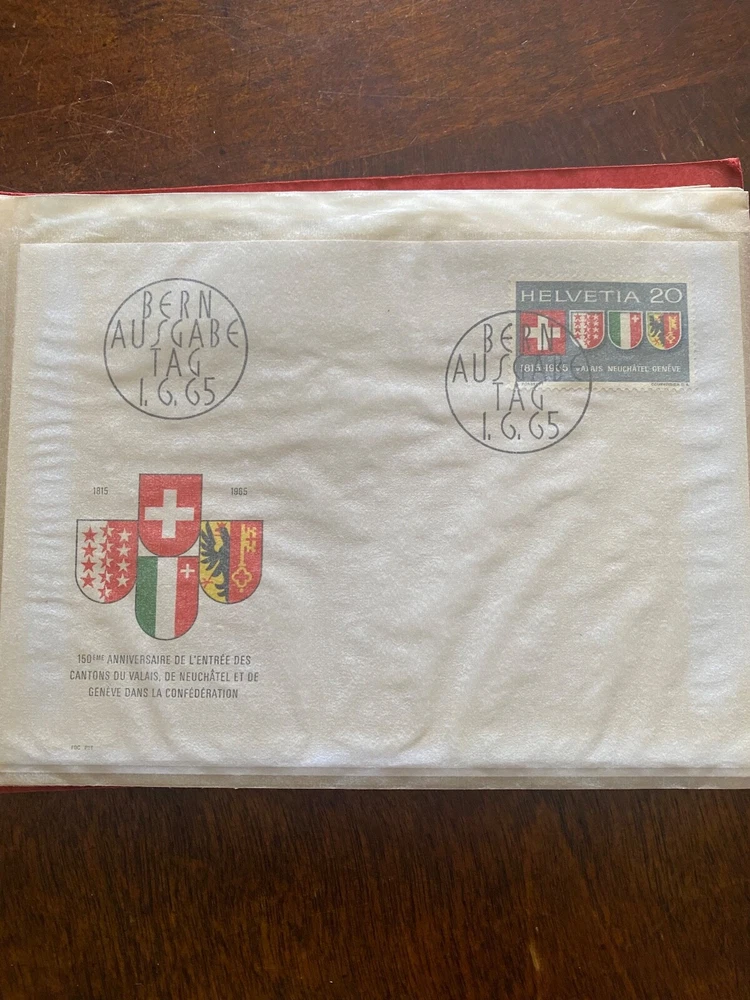 BERN
AUSGABE
TAG
1.6.65
HELVETIA 20
1815 1965 VALAIS NEUCHÂTEL GENÈVE
BERN
AUSGABE
TAG
1.6.65
1815 1965
150ÈME ANNIVERSAIRE DE L'ENTRÉE DES
CANTONS DU VALAIS, DE NEUCHÂTEL ET DE
GENÈVE DANS LA CONFÉDÉRATION